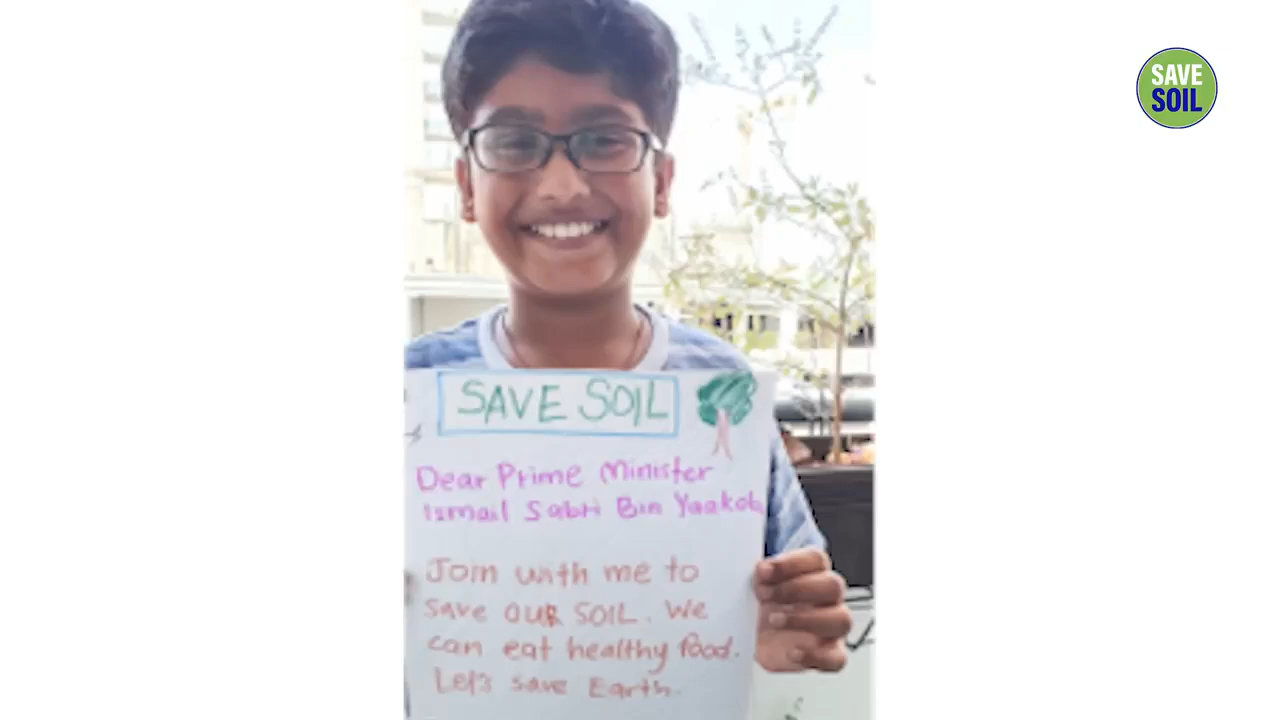 SAVE
SOIL
SAVE SOIL
Dear Prime Minister
Ismail Sabri Bin Yaakob
Join with me to
save OUR SOIL. We
can eat healthy food.
Let's save Earth.